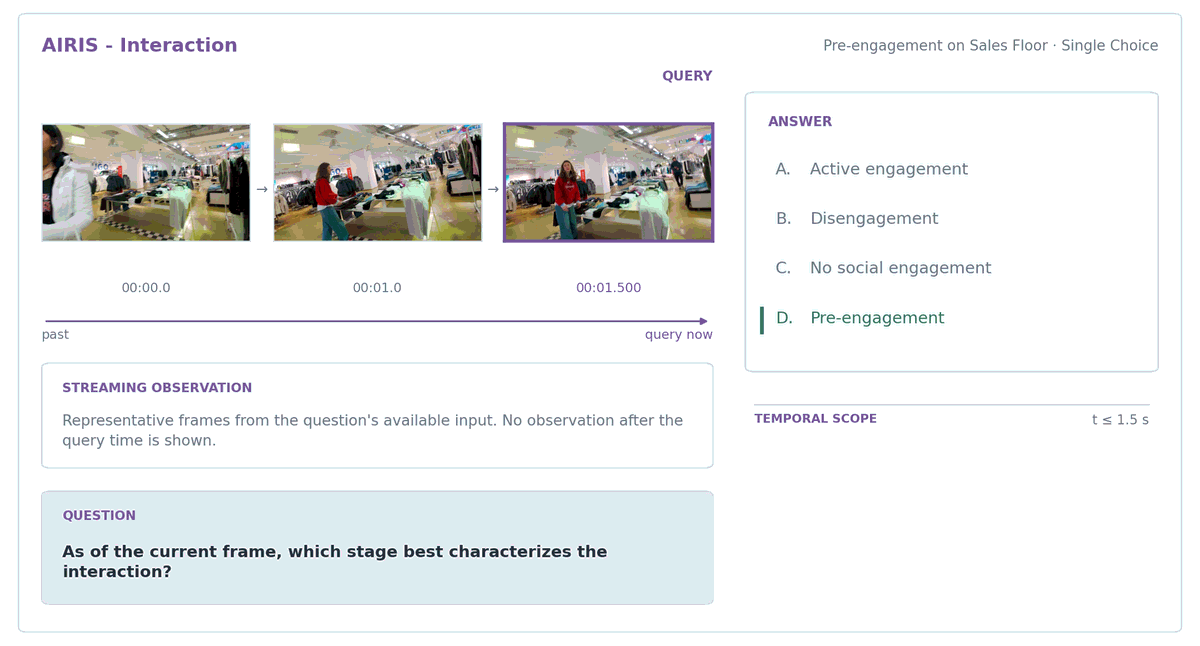 AIRIS - Interaction
Pre-engagement on Sales Floor · Single Choice
QUERY
→
→
00:00.0
00:01.0
00:01.500
past
query now
STREAMING OBSERVATION
Representative frames from the question's available input. No observation after the
query time is shown.
QUESTION
As of the current frame, which stage best characterizes the
interaction?
ANSWER
A. Active engagement
B. Disengagement
C. No social engagement
D. Pre-engagement
TEMPORAL SCOPE
t ≤ 1.5 s